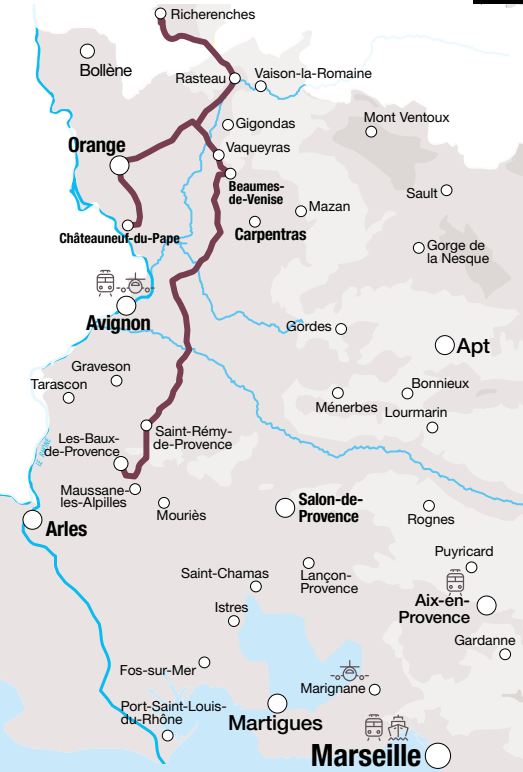 Richerenches
Bollène
Rasteau
Vaison-la-Romaine
Gigondas
Mont Ventoux
Orange
Vaqueyras
Beaumes-
de-Venise
Sault
Mazan
Châteauneuf-du-Pape
Carpentras
Gorge de
la Nesque
Avignon
Gordes
Apt
Graveson
Tarascon
Bonnieux
Ménerbes
Lourmarin
Les-Baux-
de-Provence
Saint-Rémy-
de-Provence
LE RHÔNE
Maussane-
les-Alpilles
Mouriès
Salon-de-
Provence
Rognes
Arles
Puyricard
Saint-Chamas
Lançon-
Provence
Aix-en-
Provence
Istres
Gardanne
Fos-sur-Mer
Marignane
Port-Saint-Louis-
du-Rhône
Martigues
Marseille